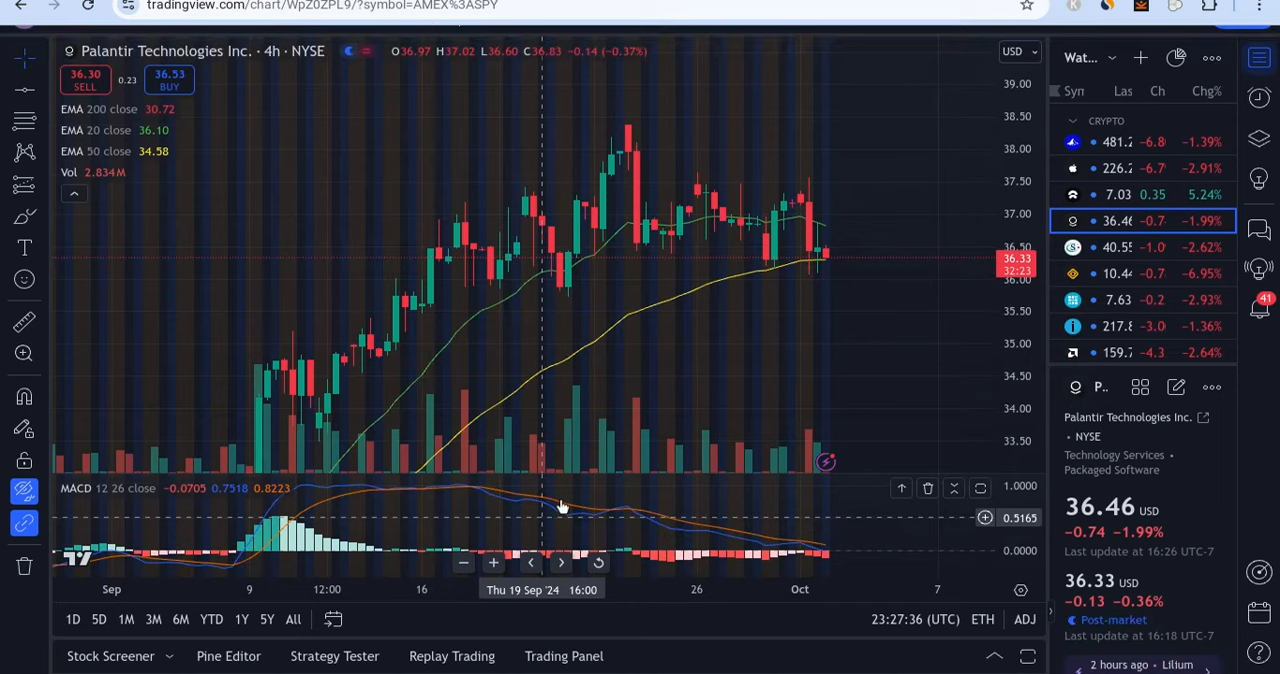 tradingview.com/chart/WpZ0ZPL9/?symbol=AMEX%3ASPY
Palantir Technologies Inc. · 4h · NYSE
O36.97 H37.02 L36.60 C36.83 −0.14 (−0.37%)
USD
36.30
SELL
0.23
36.53
BUY
EMA 200 close 30.72
EMA 20 close 36.10
EMA 50 close 34.58
Vol 2.834M
39.00
38.50
38.00
37.50
37.00
36.50
36.33
32:23
36.00
35.50
35.00
34.50
34.00
33.50
MACD 12 26 close −0.0705 0.7518 0.8223
1.0000
0.5165
0.0000
Sep
9
12:00
16
Thu 19 Sep '24 16:00
26
Oct
7
1D 5D 1M 3M 6M YTD 1Y 5Y All
23:27:36 (UTC) ETH ADJ
Stock Screener Pine Editor Strategy Tester Replay Trading Trading Panel
Wat...
Syn Las Ch Chg%
CRYPTO
481.2 −6.8 −1.39%
226.2 −6.7 −2.91%
7.03 0.35 5.24%
36.46 −0.7 −1.99%
40.55 −1.0 −2.62%
10.44 −0.7 −6.95%
7.63 −0.2 −2.93%
217.8 −3.0 −1.36%
159.7 −4.3 −2.64%
41
P..
Palantir Technologies Inc.
• NYSE
Technology Services •
Packaged Software
36.46 USD
−0.74 −1.99%
Last update at 16:26 UTC-7
36.33 USD
−0.13 −0.36%
Post-market
Last update at 16:18 UTC-7
2 hours ago • Lilium